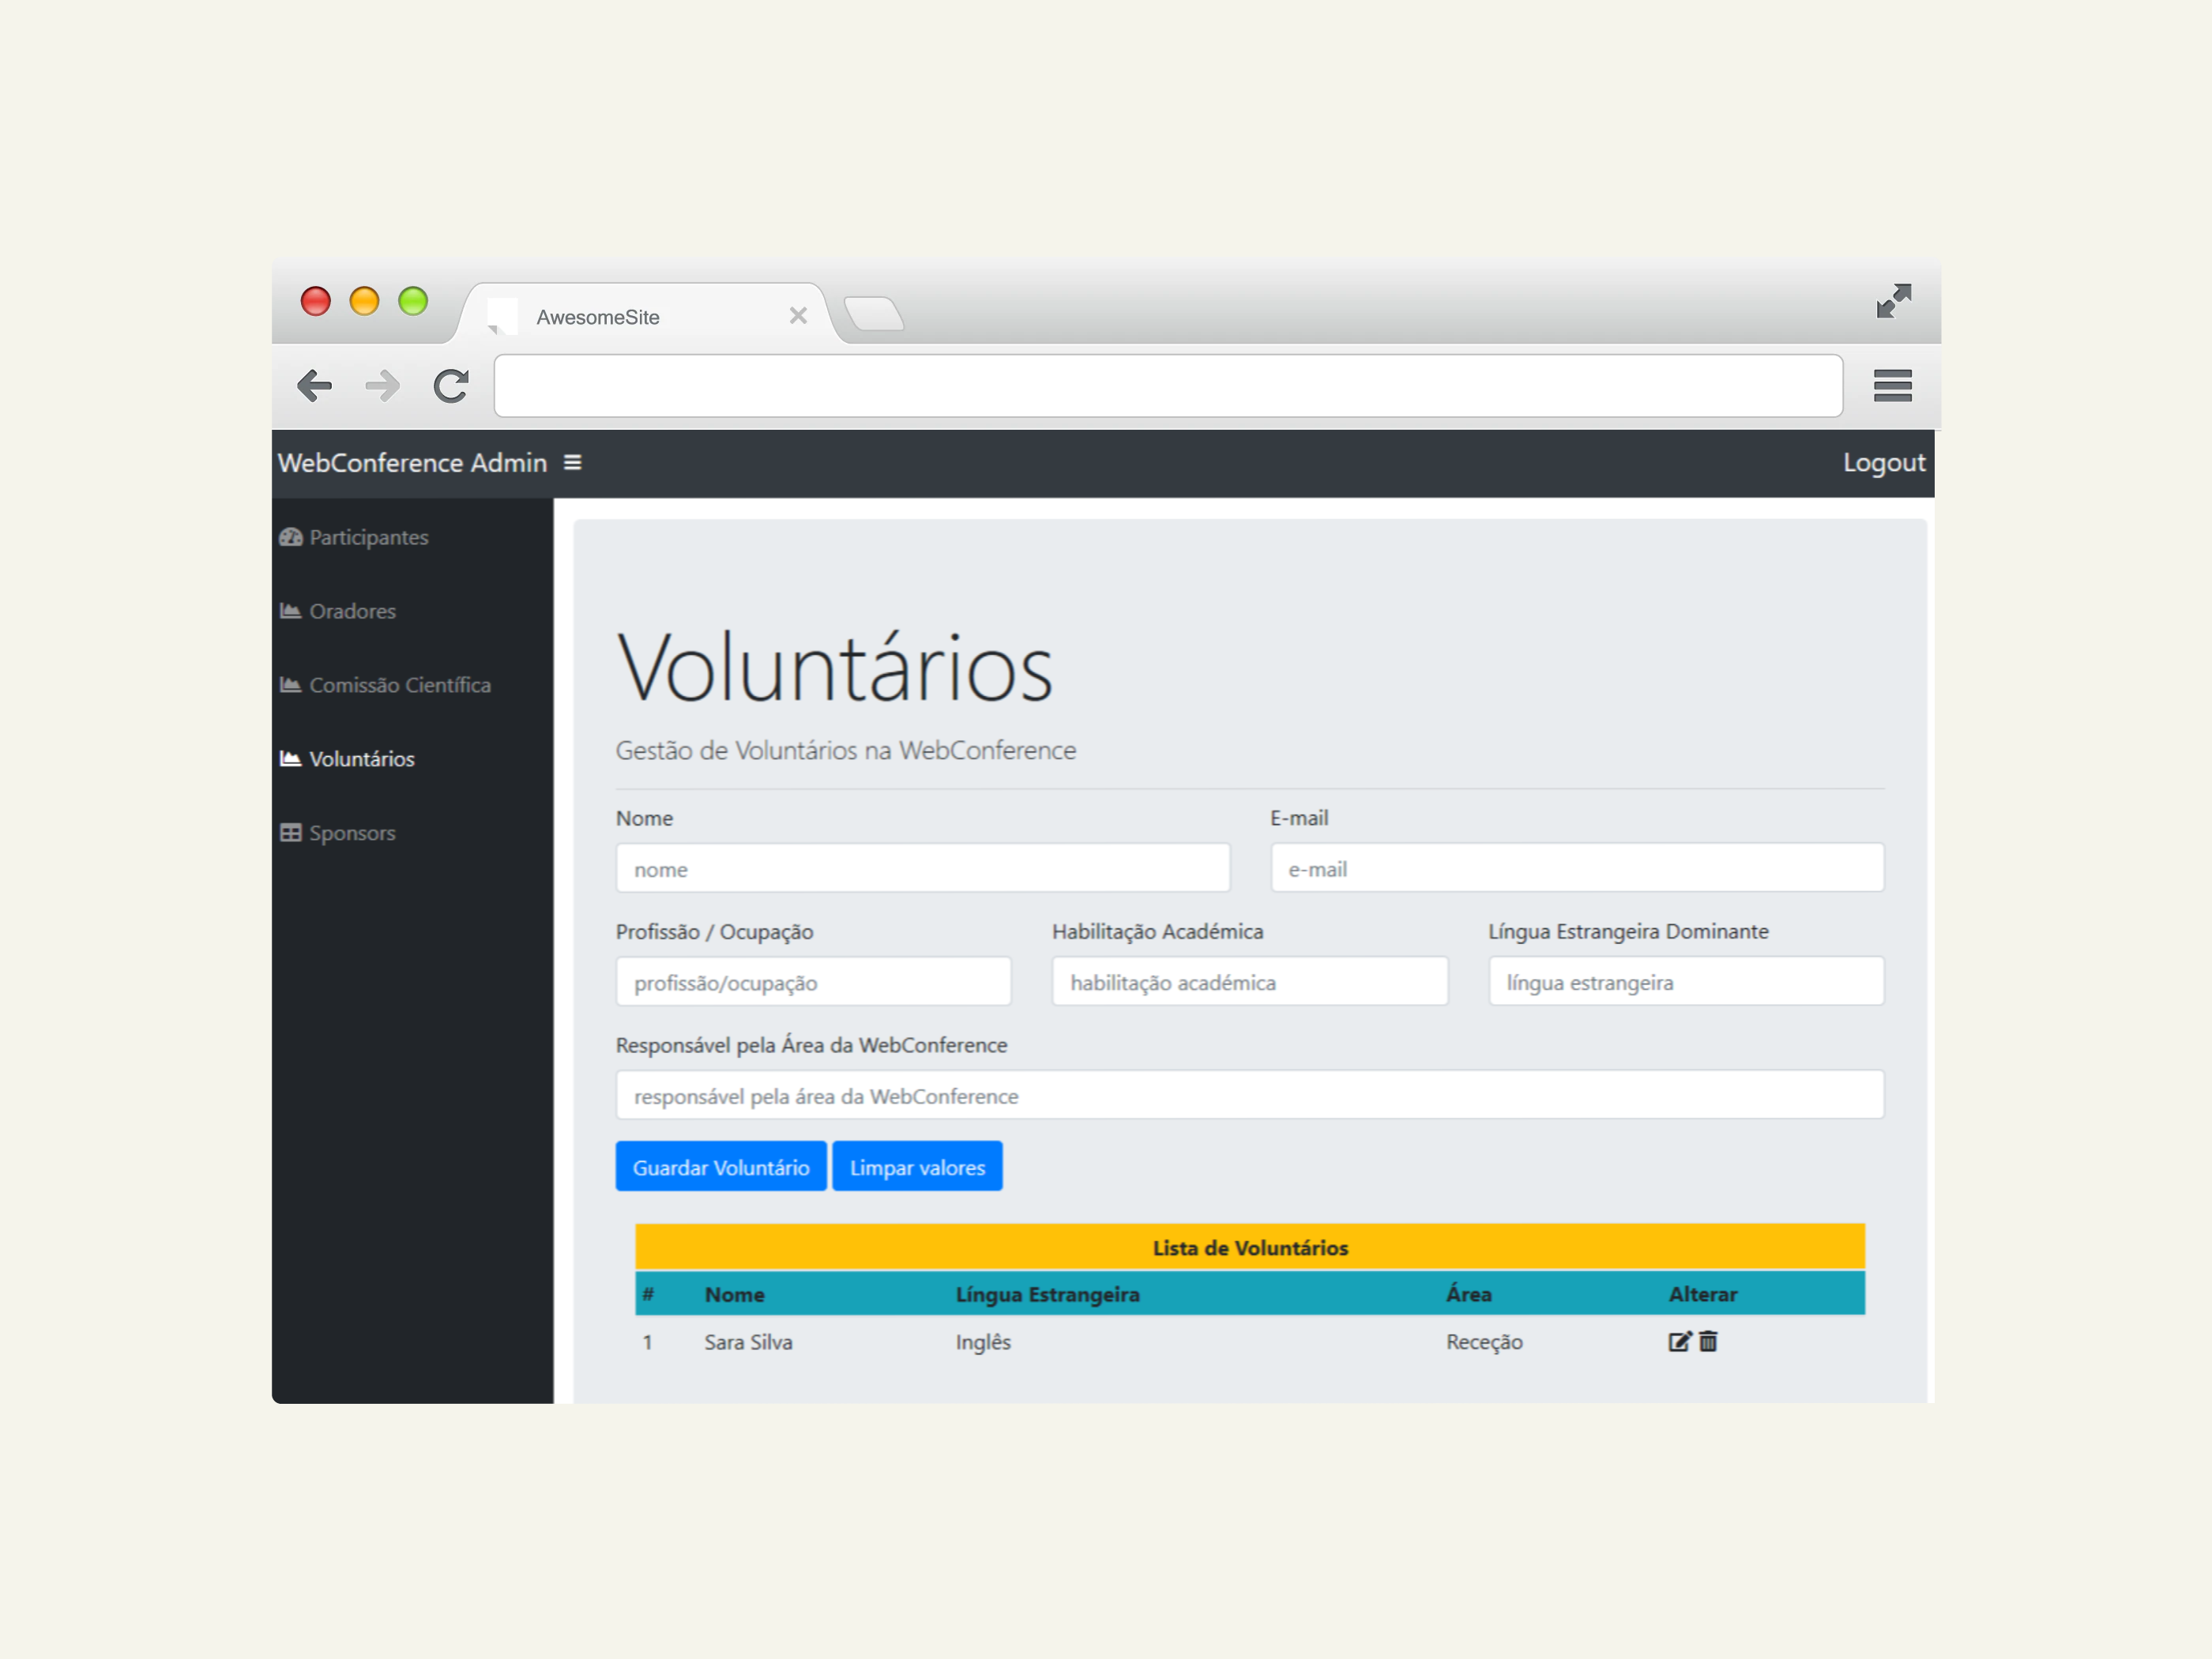 AwesomeSite
WebConference Admin Logout
Participantes
Oradores
Comissão Científica
Voluntários
Sponsors
Voluntários
Gestão de Voluntários na WebConference
Nome E-mail
nome e-mail
Profissão / Ocupação Habilitação Académica Língua Estrangeira Dominante
profissão/ocupação habilitação académica língua estrangeira
Responsável pela Área da WebConference
responsável pela área da WebConference
Guardar Voluntário Limpar valores
Lista de Voluntários
# Nome Língua Estrangeira Área Alterar
1 Sara Silva Inglês Receção